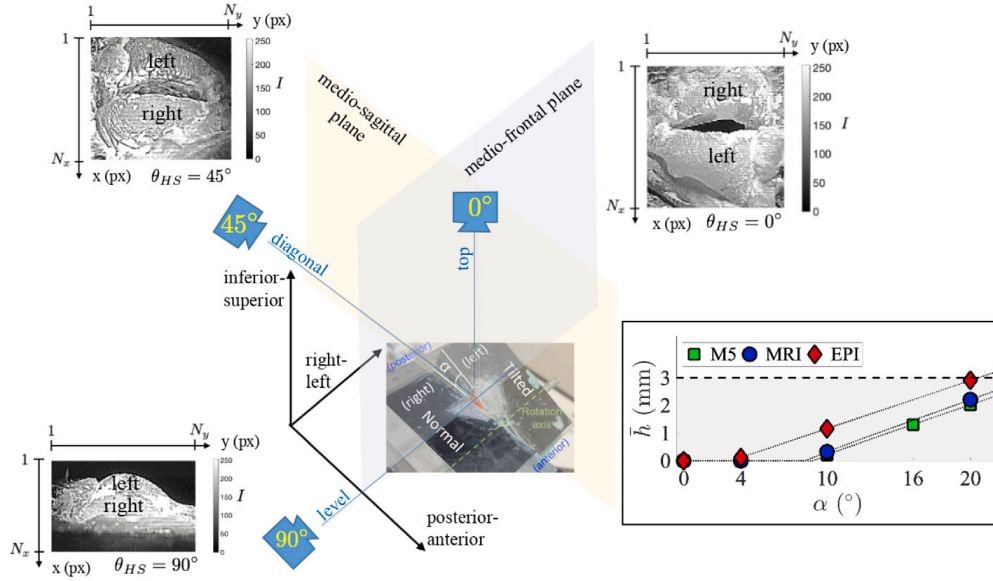 1
N_y
y (px)
1
N_x
left
right
250
200
150
100
50
0
I
x (px)
θ_HS = 45°
medio-sagittal
plane
medio-frontal plane
1
N_y
y (px)
1
N_x
right
left
250
200
150
100
50
0
I
x (px)
θ_HS = 0°
45°
0°
diagonal
top
inferior-
superior
right-
left
(posterior)
α
(left)
(right)
Tilted
Normal
Rotation
axis
(anterior)
level
90°
posterior-
anterior
1
N_y
y (px)
1
N_x
left
right
250
200
150
100
50
0
I
x (px)
θ_HS = 90°
M5 MRI EPI
h̄ (mm)
3
2
1
0
0 4 10 16 20
α (°)